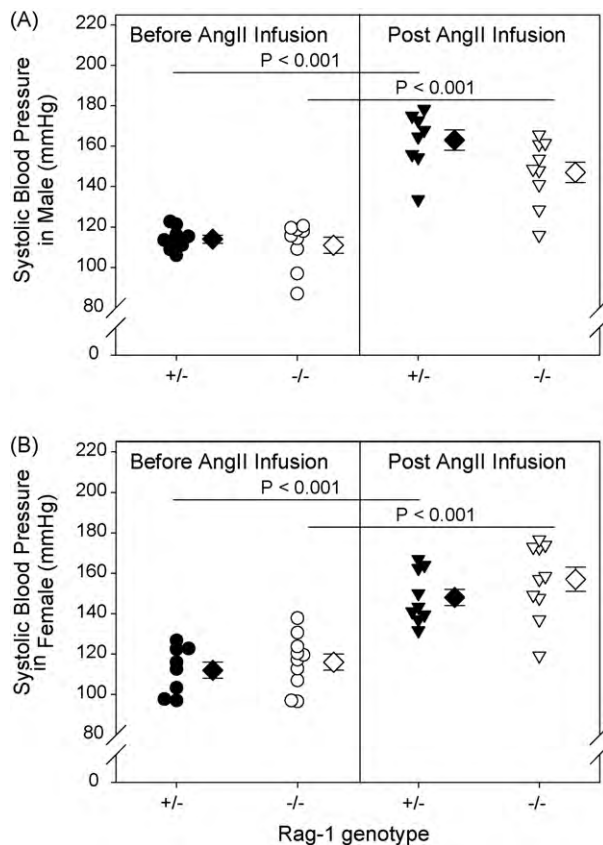 (A)
Systolic Blood Pressure
in Male (mmHg)
220
200
180
160
140
120
100
80
0
Before AngII Infusion
Post AngII Infusion
P < 0.001
P < 0.001
+/-
-/-
+/-
-/-
(B)
Systolic Blood Pressure
in Female (mmHg)
220
200
180
160
140
120
100
80
0
Before AngII Infusion
Post AngII Infusion
P < 0.001
P < 0.001
+/-
-/-
+/-
-/-
Rag-1 genotype